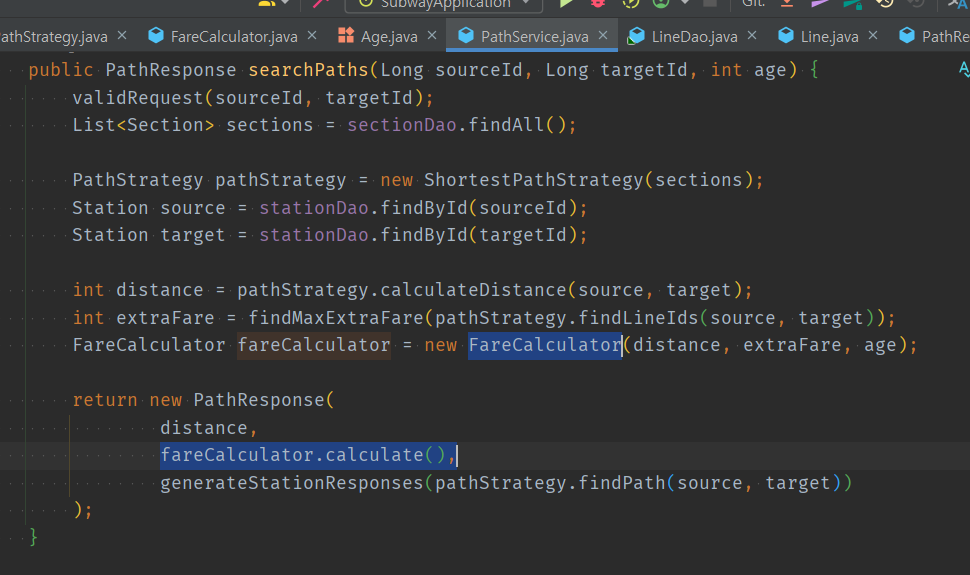 SubwayApplication
Git:
athStrategy.java
FareCalculator.java
Age.java
PathService.java
LineDao.java
Line.java
PathRe
public PathResponse searchPaths(Long sourceId, Long targetId, int age) {
validRequest(sourceId, targetId);
List<Section> sections = sectionDao.findAll();
PathStrategy pathStrategy = new ShortestPathStrategy(sections);
Station source = stationDao.findById(sourceId);
Station target = stationDao.findById(targetId);
int distance = pathStrategy.calculateDistance(source, target);
int extraFare = findMaxExtraFare(pathStrategy.findLineIds(source, target));
FareCalculator fareCalculator = new FareCalculator(distance, extraFare, age);
return new PathResponse(
distance,
fareCalculator.calculate(),
generateStationResponses(pathStrategy.findPath(source, target))
);
}